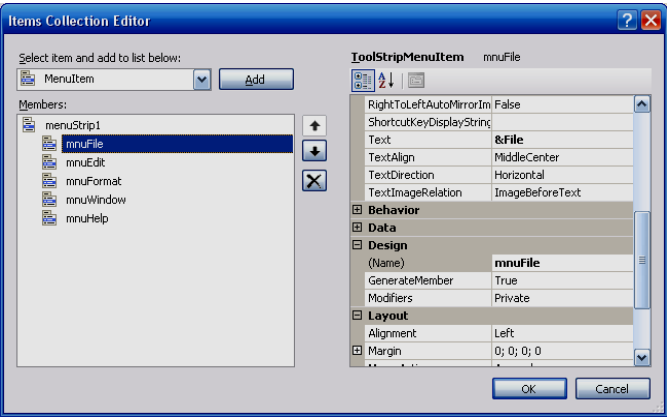 Items Collection Editor
Select item and add to list below:
MenuItem
Add
Members:
menuStrip1
mnuFile
mnuEdit
mnuFormat
mnuWindow
mnuHelp
ToolStripMenuItem mnuFile
RightToLeftAutoMirrorIm False
ShortcutKeyDisplayString
Text &File
TextAlign MiddleCenter
TextDirection Horizontal
TextImageRelation ImageBeforeText
Behavior
Data
Design
(Name) mnuFile
GenerateMember True
Modifiers Private
Layout
Alignment Left
Margin 0; 0; 0; 0
OK
Cancel